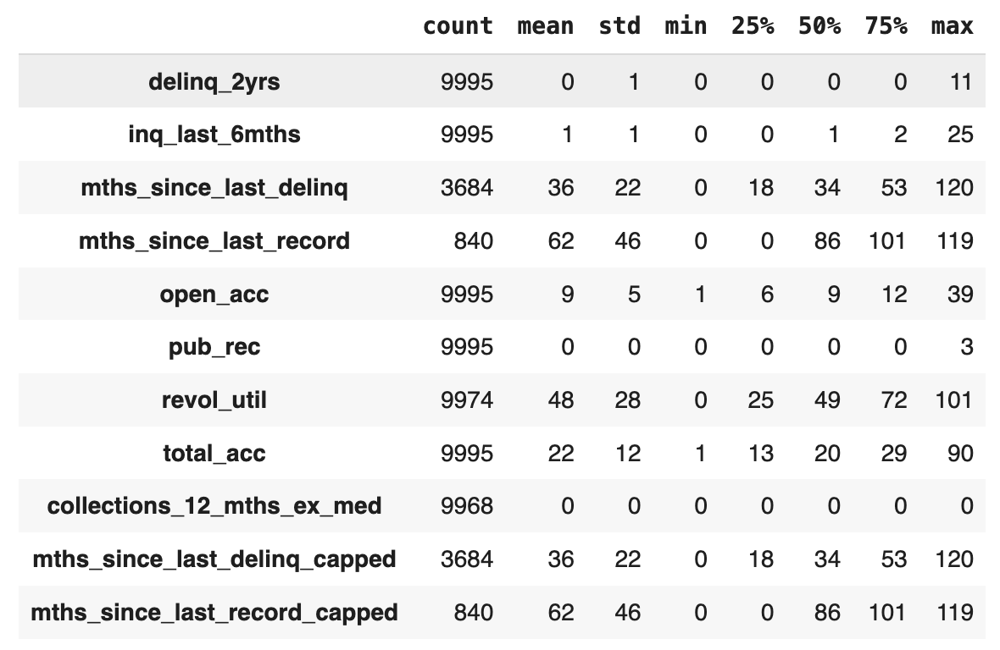 count mean std min 25% 50% 75% max
delinq_2yrs 9995 0 1 0 0 0 0 11
inq_last_6mths 9995 1 1 0 0 1 2 25
mths_since_last_delinq 3684 36 22 0 18 34 53 120
mths_since_last_record 840 62 46 0 0 86 101 119
open_acc 9995 9 5 1 6 9 12 39
pub_rec 9995 0 0 0 0 0 0 3
revol_util 9974 48 28 0 25 49 72 101
total_acc 9995 22 12 1 13 20 29 90
collections_12_mths_ex_med 9968 0 0 0 0 0 0 0
mths_since_last_delinq_capped 3684 36 22 0 18 34 53 120
mths_since_last_record_capped 840 62 46 0 0 86 101 119